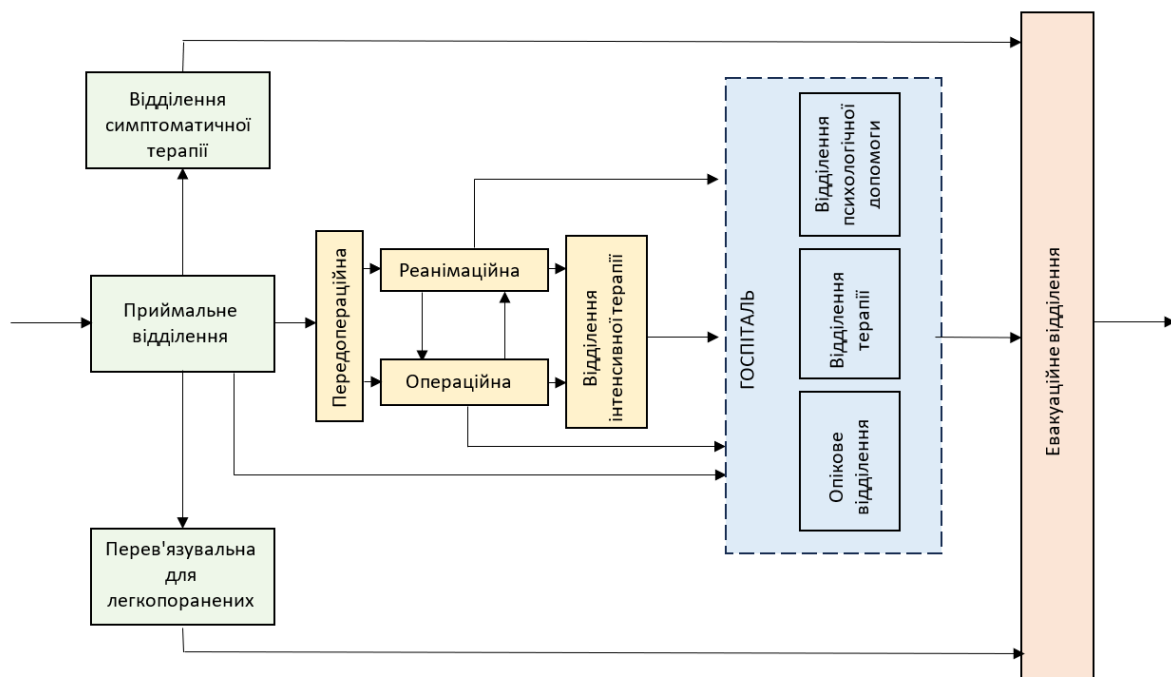 Відділення
симптоматичної
терапії
Приймальне
відділення
Перев'язувальна
для
легкопоранених
Передопераційна
Реанімаційна
Операційна
Відділення
інтенсивної терапії
ГОСПІТАЛЬ
Відділення
психологічної
допомоги
Відділення
терапії
Опікове
відділення
Евакуаційне відділення